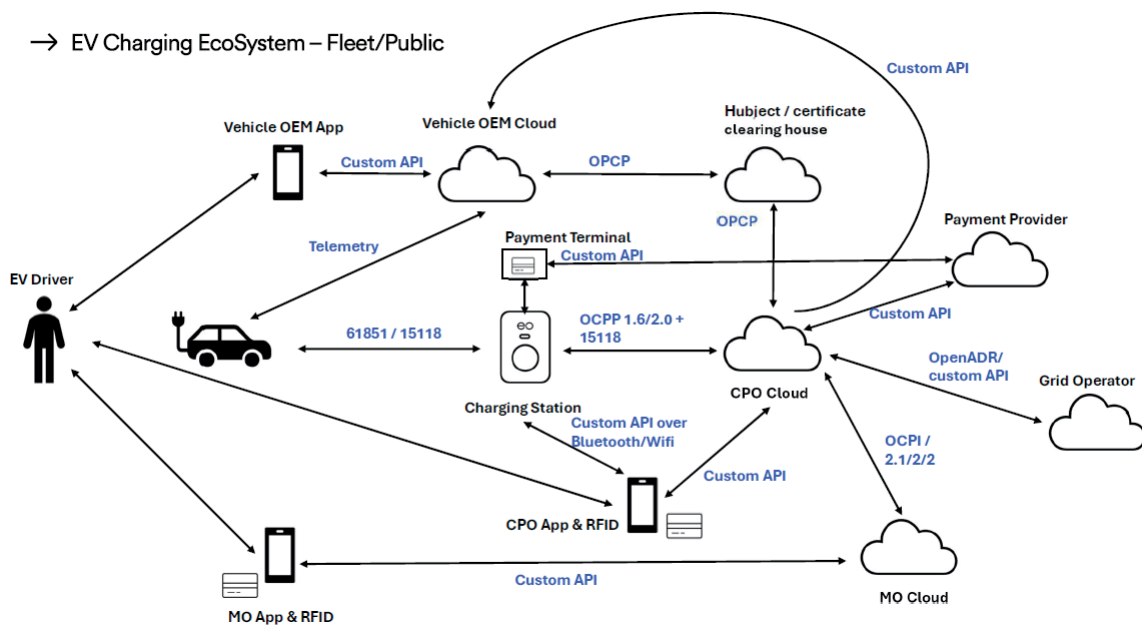 → EV Charging EcoSystem – Fleet/Public
Custom API
Vehicle OEM App
Vehicle OEM Cloud
Hubject / certificate
clearing house
Custom API
OPCP
OPCP
Payment Provider
Telemetry
Payment Terminal
Custom API
EV Driver
Custom API
61851 / 15118
OCPP 1.6/2.0 +
15118
OpenADR/
custom API
Grid Operator
CPO Cloud
Charging Station
Custom API over
Bluetooth/Wifi
OCPI /
2.1/2/2
Custom API
CPO App & RFID
Custom API
MO App & RFID
MO Cloud